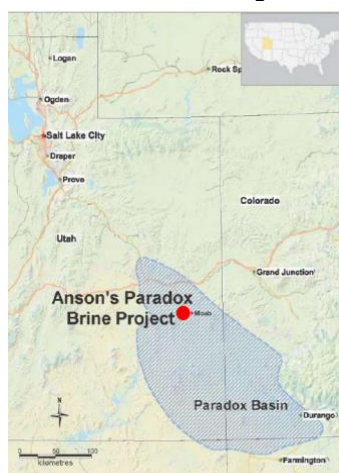 Logan
Rock Sp
Ogden
Salt Lake City
Draper
Provo
Colorado
Utah
Grand Junction
Anson's Paradox
Brine Project
Moab
Paradox Basin
Durango
N
0 50 100
kilometres
Farmington